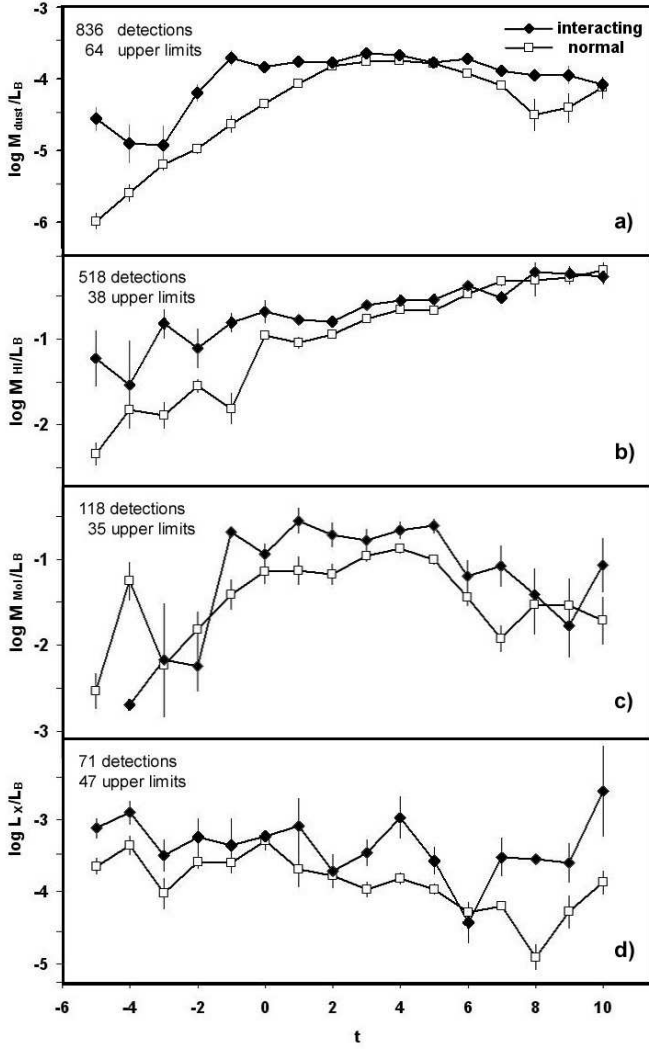 -3
836 detections
64 upper limits
interacting
normal
-4
log M dust/LB
-5
-6
a)
518 detections
38 upper limits
-1
log M HI/LB
-2
b)
118 detections
35 upper limits
-1
log M Mol/LB
-2
c)
-3
71 detections
47 upper limits
-3
log LX/LB
-4
-5
d)
-6 -4 -2 0 2 4 6 8 10
t